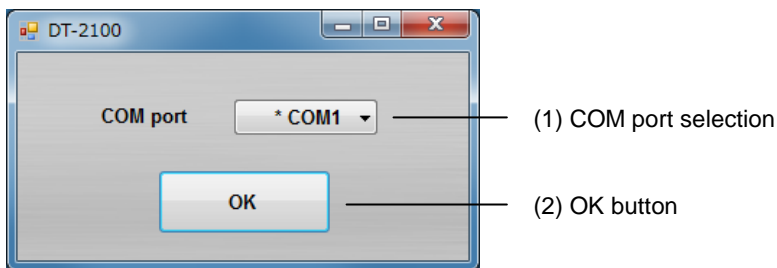 DT-2100
COM port
* COM1
(1) COM port selection
OK
(2) OK button